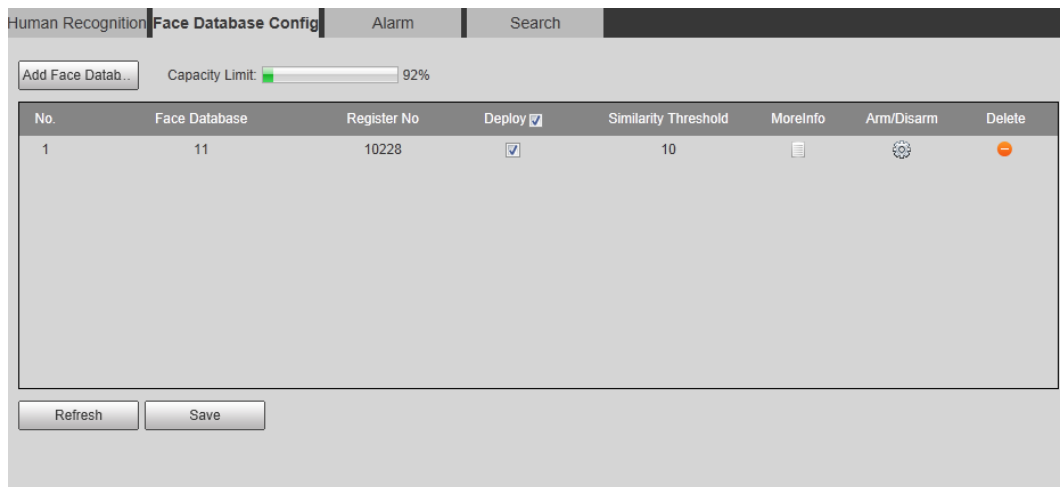 Human Recognition Face Database Config Alarm Search
Add Face Datab... Capacity Limit: 92%
No. Face Database Register No Deploy Similarity Threshold MoreInfo Arm/Disarm Delete
1 11 10228 10
Refresh Save